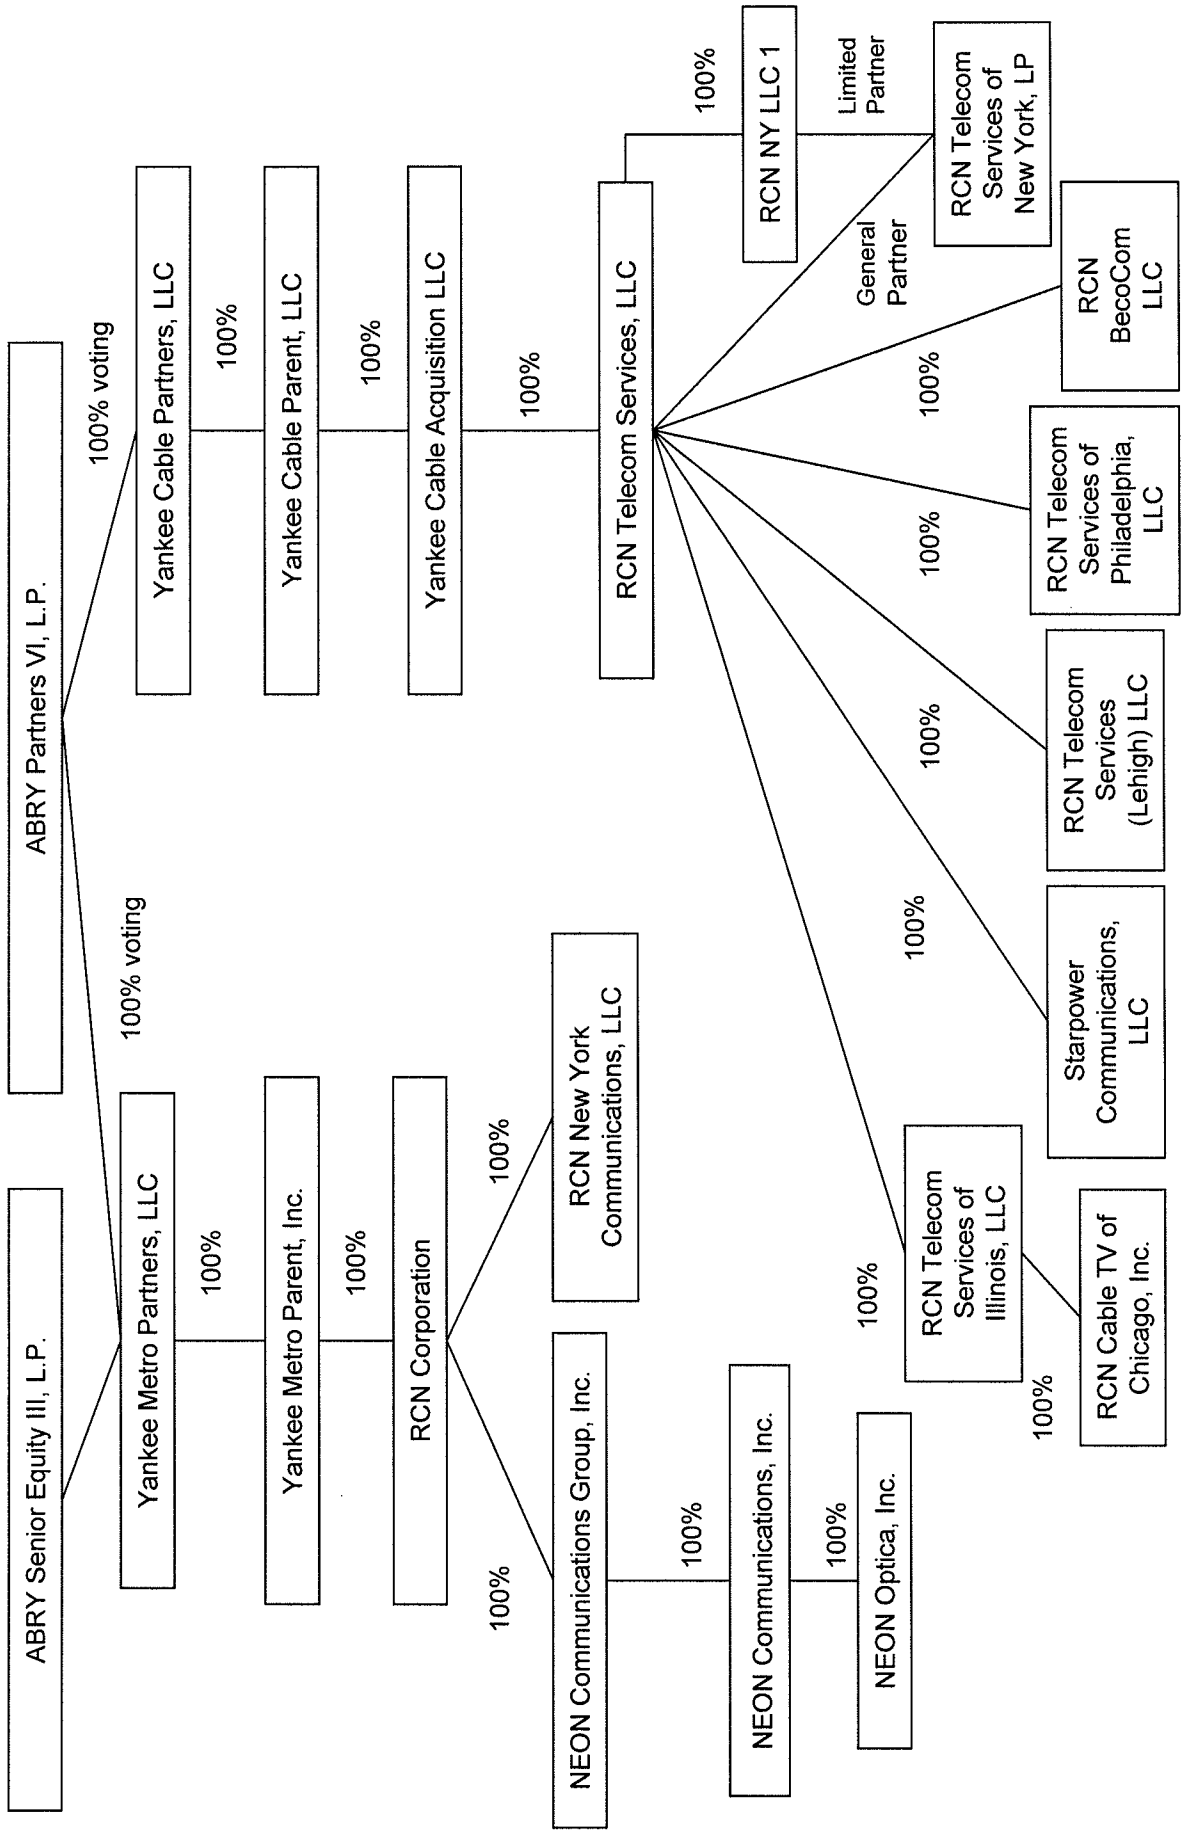 ABRY Senior Equity III, L.P.
ABRY Partners VI, L.P.
100% voting
100% voting
Yankee Metro Partners, LLC
Yankee Cable Partners, LLC
100%
100%
Yankee Metro Parent, Inc.
Yankee Cable Parent, LLC
100%
100%
RCN Corporation
Yankee Cable Acquisition LLC
100%
100%
100%
NEON Communications Group, Inc.
RCN New York
Communications, LLC
RCN Telecom Services, LLC
100%
100%
NEON Communications, Inc.
RCN NY LLC 1
100%
Limited
Partner
General
Partner
NEON Optica, Inc.
100%
100%
100%
100%
100%
RCN Telecom
Services of
Illinois, LLC
RCN Telecom
Services of
New York, LP
100%
RCN Cable TV of
Chicago, Inc.
Starpower
Communications,
LLC
RCN Telecom
Services
(Lehigh) LLC
RCN Telecom
Services of
Philadelphia,
LLC
RCN
BecoCom
LLC